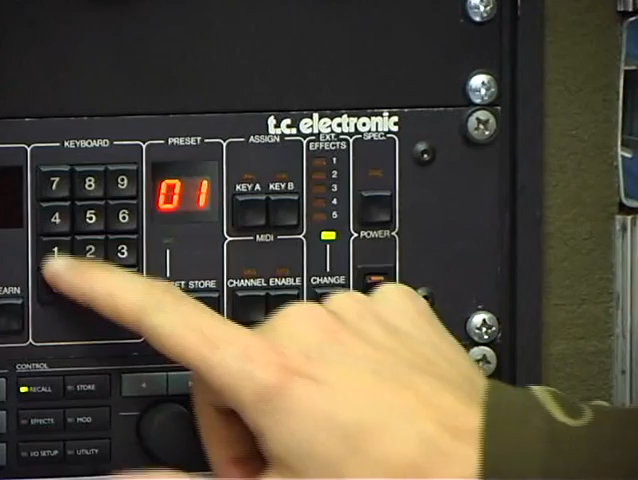 t.c. electronic
KEYBOARD
PRESET
ASSIGN
EXT.
EFFECTS
SPEC.
7 8 9
4 5 6
1 2 3
01
KEY A KEY B
1
2
3
4
5
MIDI
POWER
CHANNEL ENABLE
CHANGE
STORE
CONTROL
RECALL STORE
EFFECTS MOD
I/O SETUP UTILITY